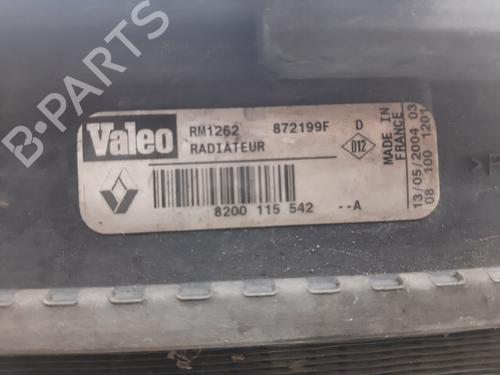 Valeo RM1262 872199F D
RADIATEUR 012
8200 115 542 --A
MADE IN
FRANCE
13/05/2004 03
08 100 1201
B-PARTS